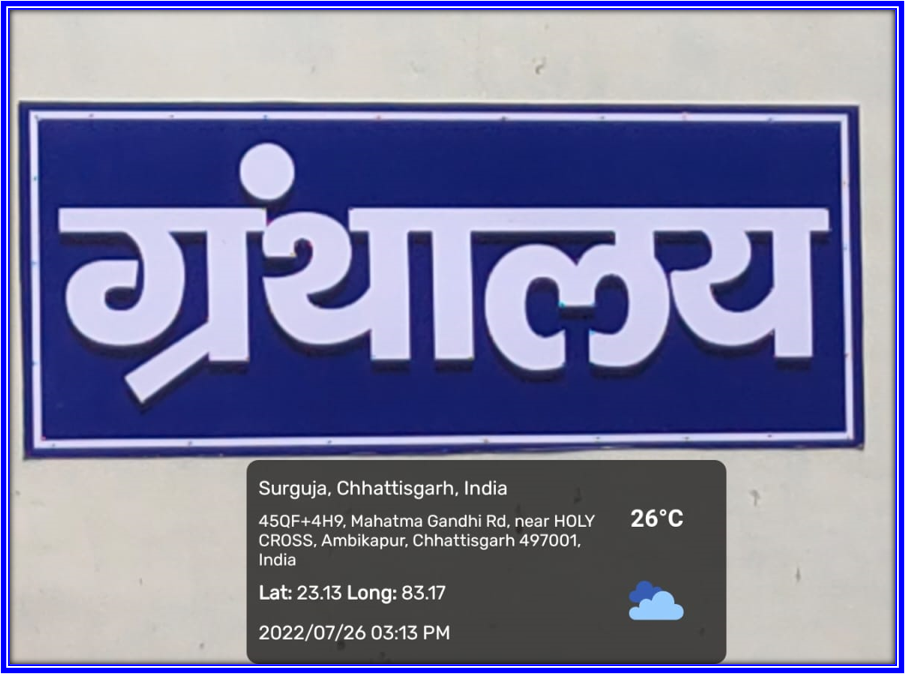 ग्रंथालय
Surguja, Chhattisgarh, India
45QF+4H9, Mahatma Gandhi Rd, near HOLY
CROSS, Ambikapur, Chhattisgarh 497001,
India
26°C
Lat: 23.13 Long: 83.17
2022/07/26 03:13 PM